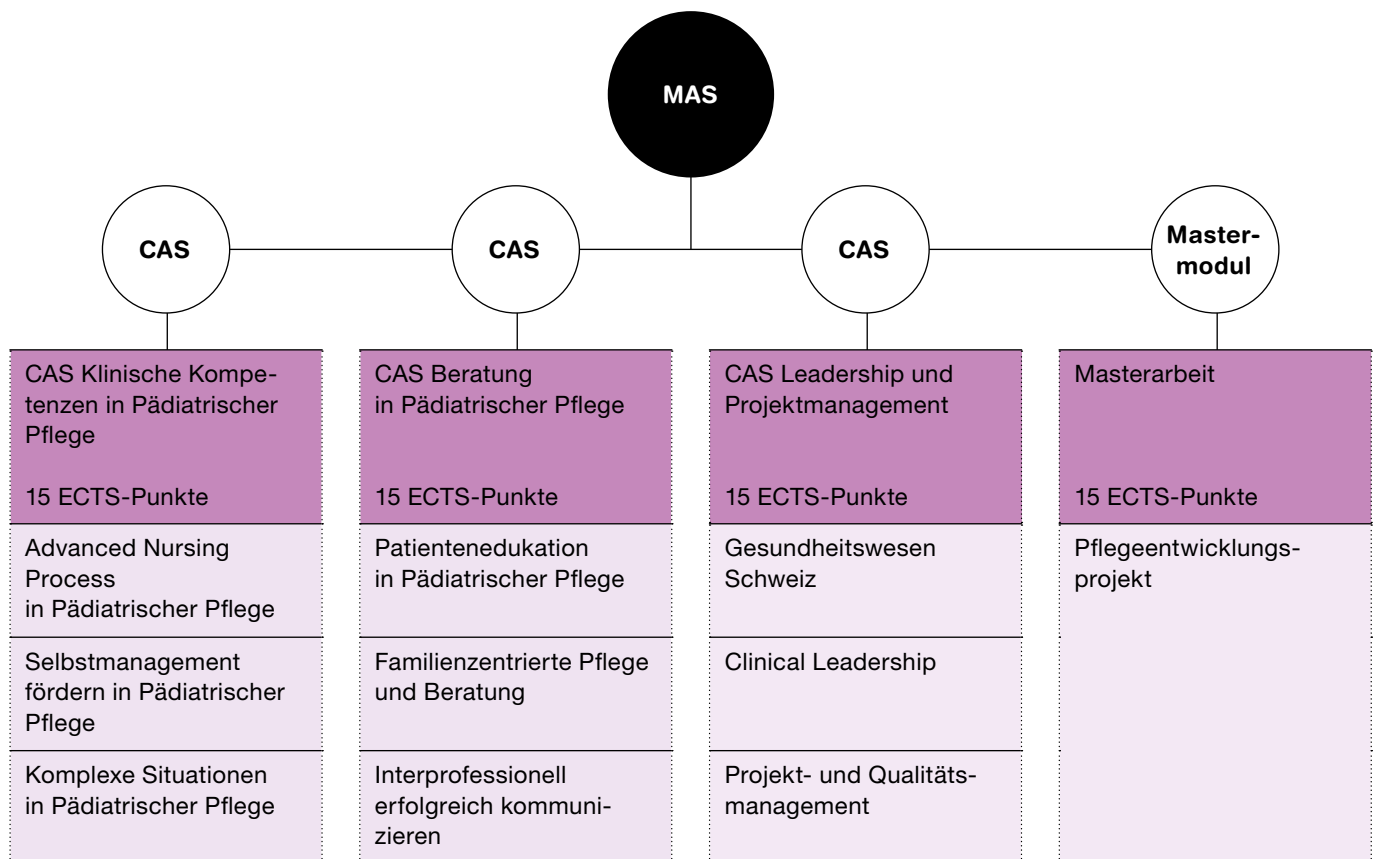 MAS
CAS
CAS
CAS
Master-
modul
CAS Klinische Kompe-
tenzen in Pädiatrischer
Pflege
15 ECTS-Punkte
Advanced Nursing
Process
in Pädiatrischer Pflege
Selbstmanagement
fördern in Pädiatrischer
Pflege
Komplexe Situationen
in Pädiatrischer Pflege
CAS Beratung
in Pädiatrischer Pflege
15 ECTS-Punkte
Patientenedukation
in Pädiatrischer Pflege
Familienzentrierte Pflege
und Beratung
Interprofessionell
erfolgreich kommuni-
zieren
CAS Leadership und
Projektmanagement
15 ECTS-Punkte
Gesundheitswesen
Schweiz
Clinical Leadership
Projekt- und Qualitäts-
management
Masterarbeit
15 ECTS-Punkte
Pflegeentwicklungs-
projekt